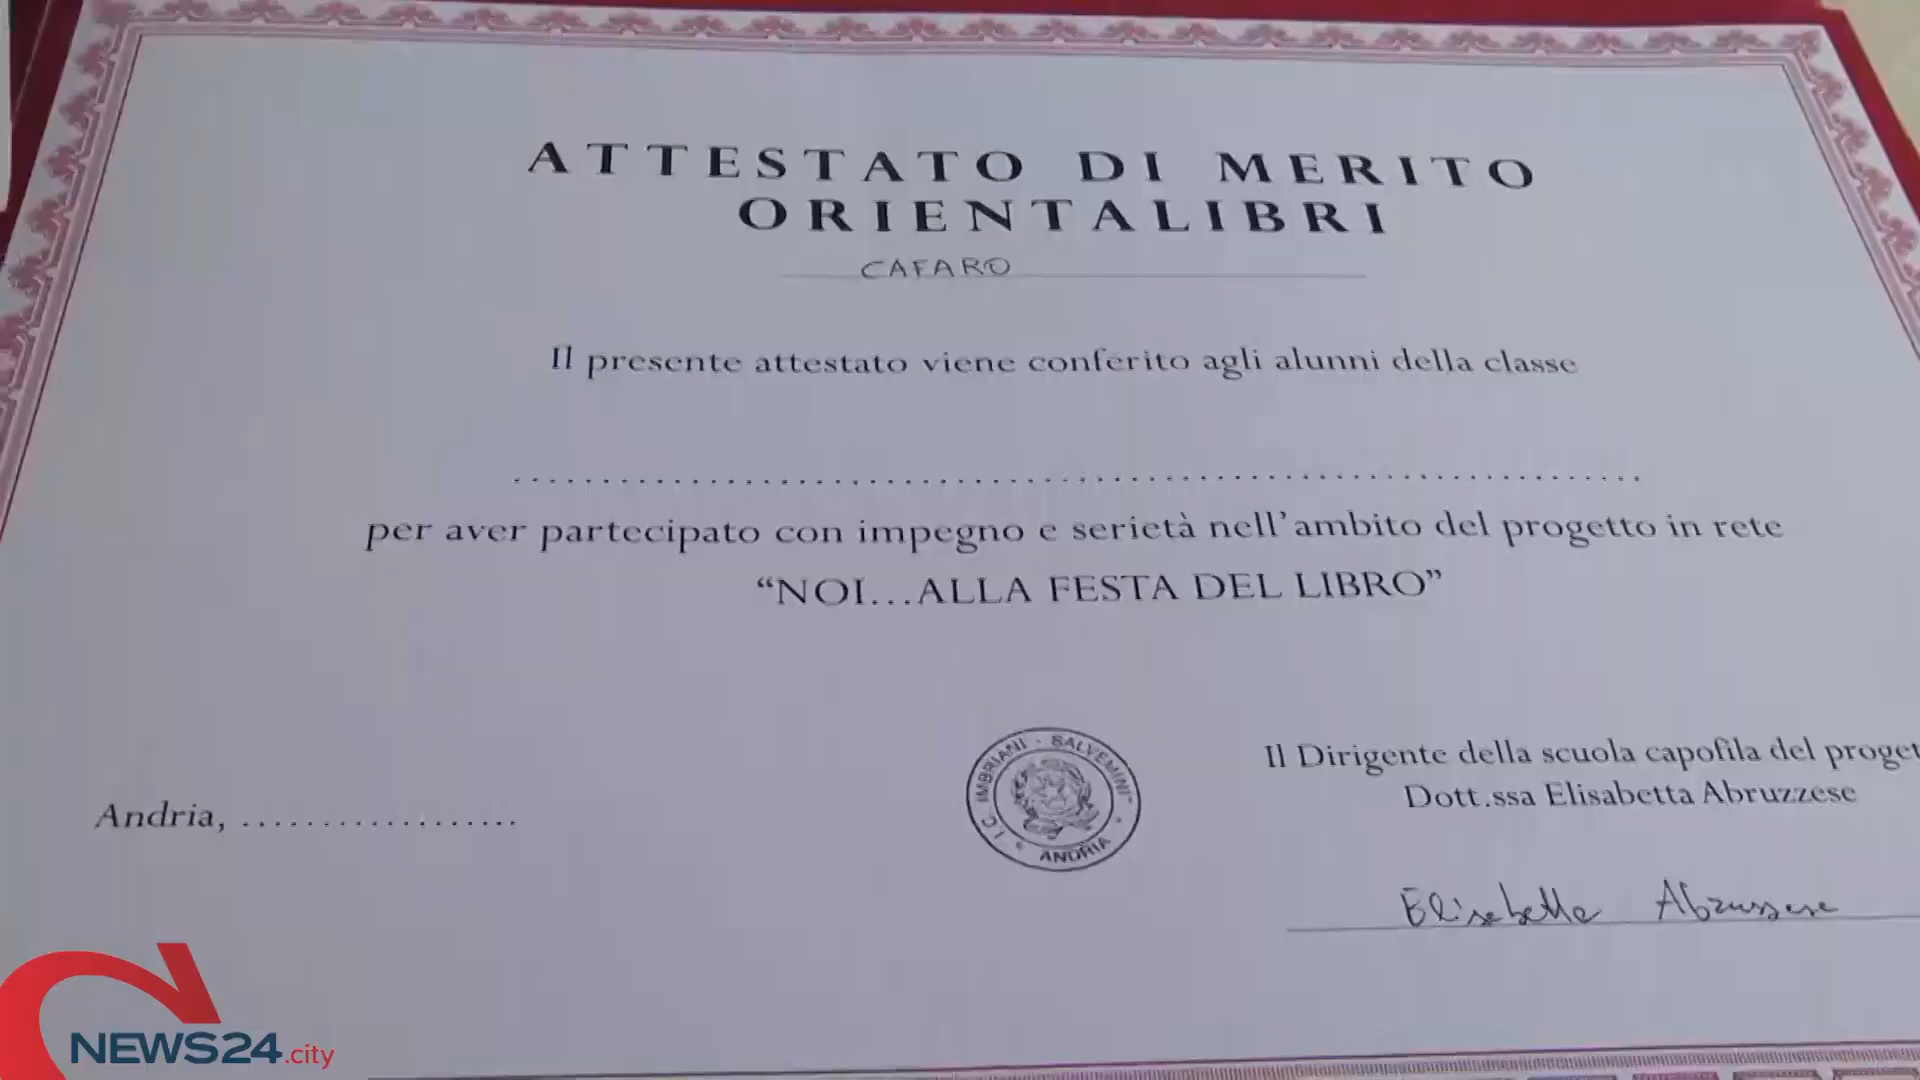 ATTESTATO DI MERITO
ORIENTALIBRI
CAFARO
Il presente attestato viene conferito agli alunni della classe
................................................................
per aver partecipato con impegno e serietà nell'ambito del progetto in rete
“NOI...ALLA FESTA DEL LIBRO”
I.C. IMBRIANI - SALVEMINI
ANDRIA
Il Dirigente della scuola capofila del proget
Dott.ssa Elisabetta Abruzzese
Andria, ..................
Elisabetta Abruzzese
NEWS24.city